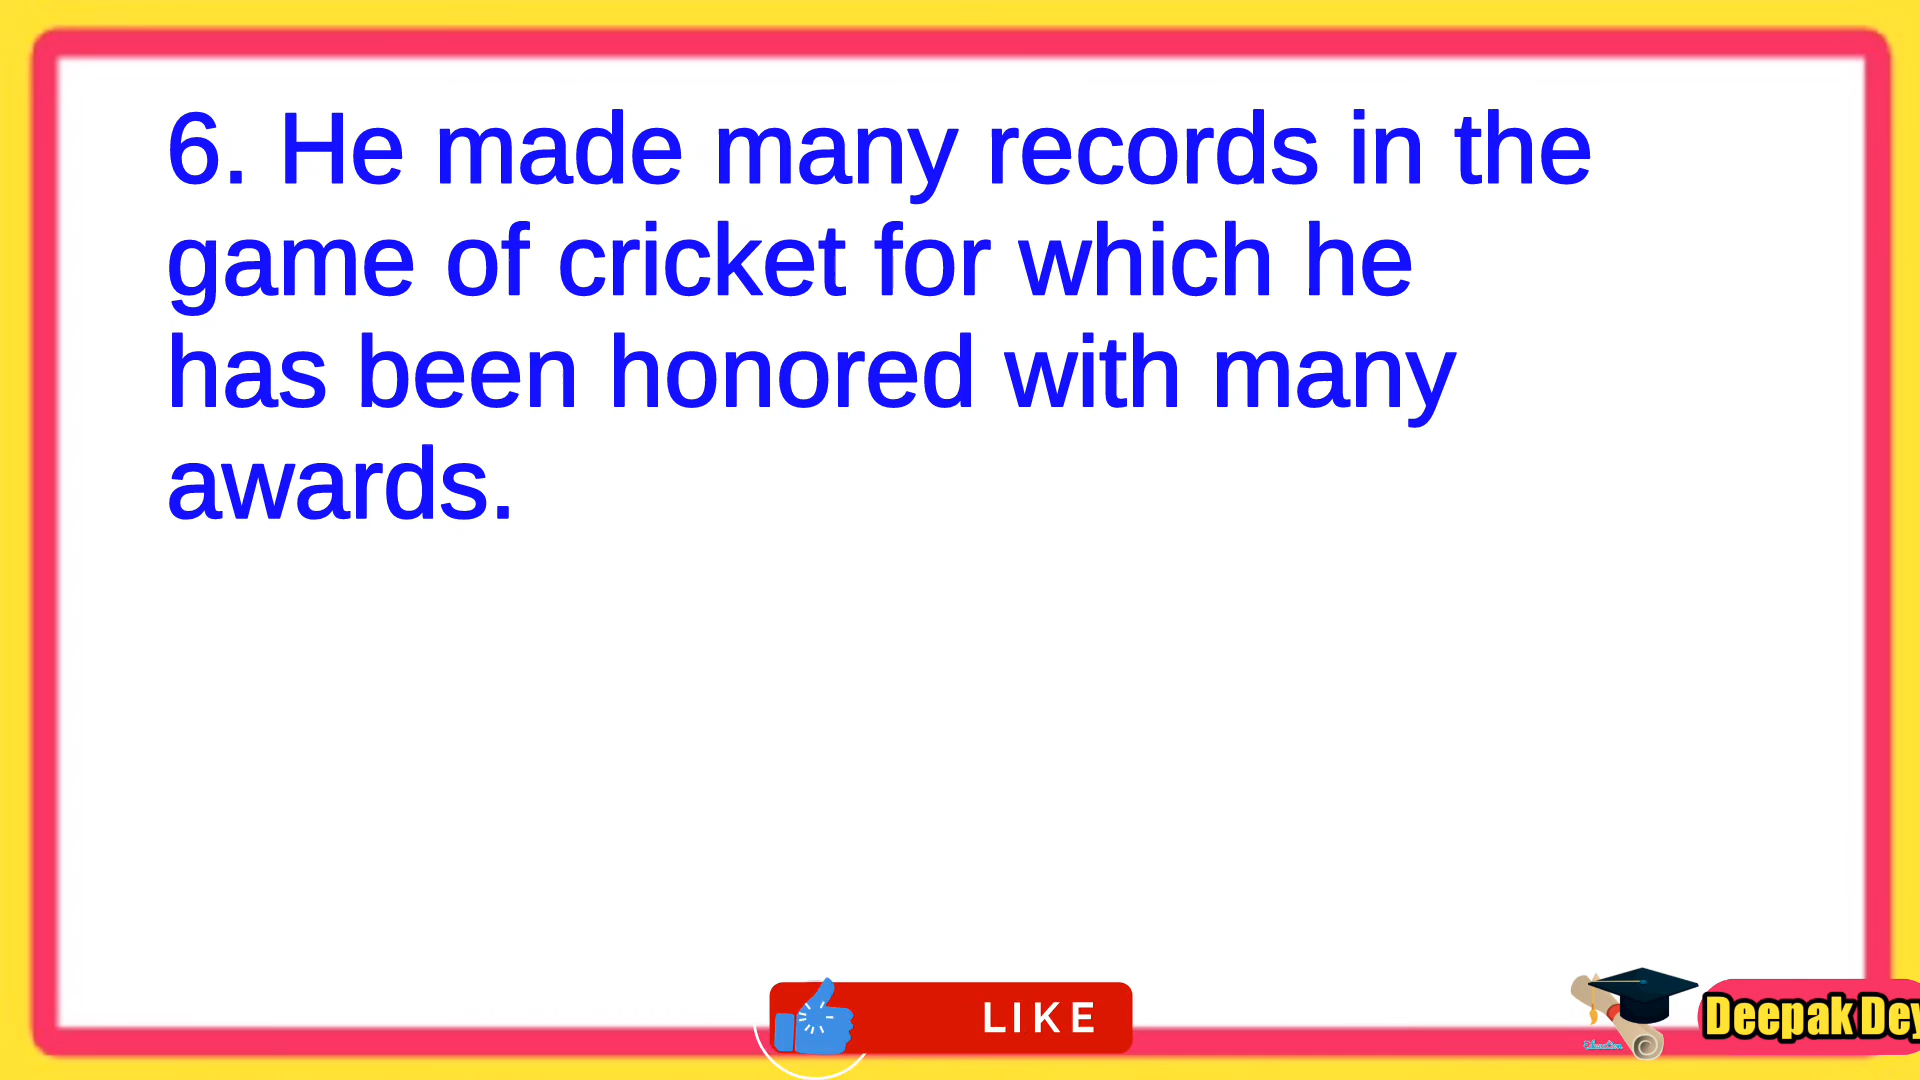 6. He made many records in the
game of cricket for which he
has been honored with many
awards.
LIKE
Education
Deepak Dey